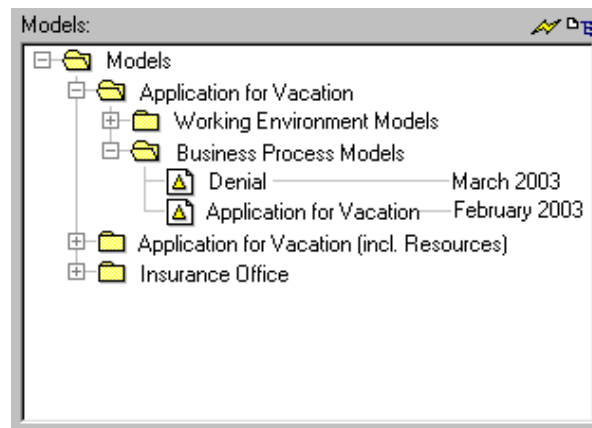 Models:
Models
Application for Vacation
Working Environment Models
Business Process Models
Denial March 2003
Application for Vacation February 2003
Application for Vacation (incl. Resources)
Insurance Office